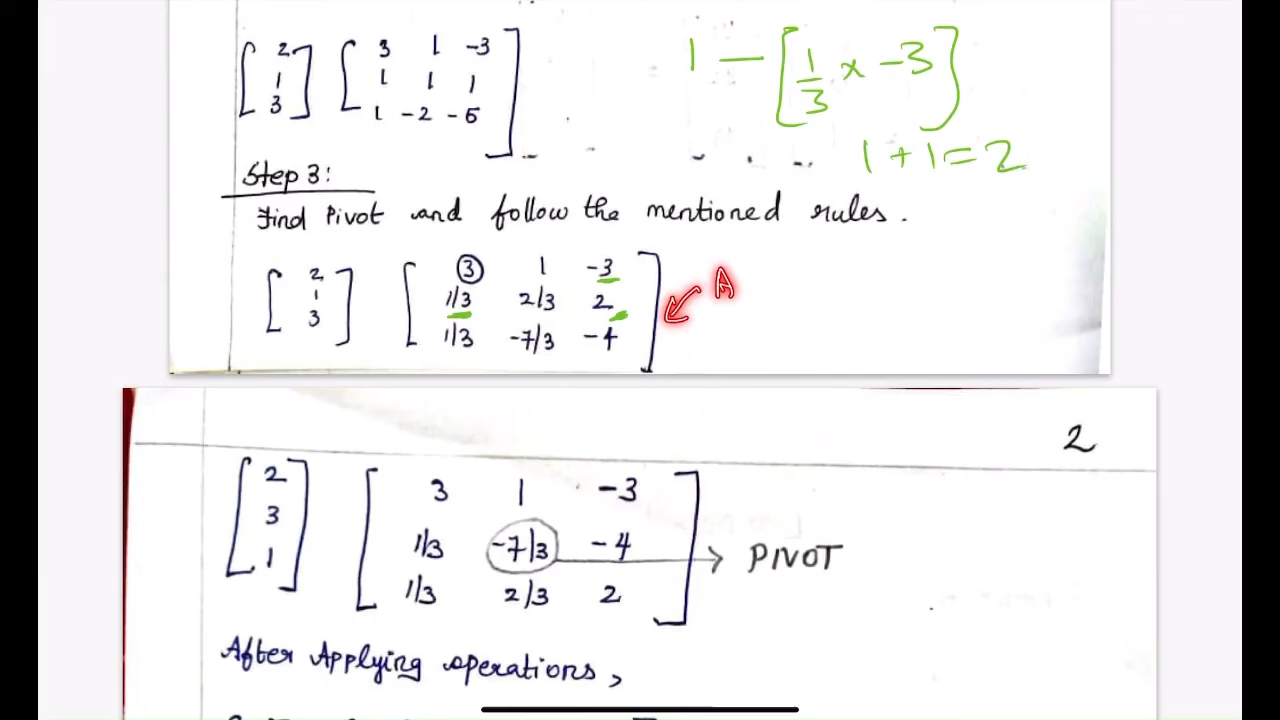 2 3 1 -3
1 1 1 1
3 1 -2 -5
1 - [1/3 x -3]
1 + 1 = 2
Step 3:
Find Pivot and follow the mentioned rules.
2 3 1 -3
1 1/3 2/3 2
3 1/3 -7/3 -4
A
2
2 3 1 -3
3 1/3 -7/3 -4 → PIVOT
1 1/3 2/3 2
After Applying operations,